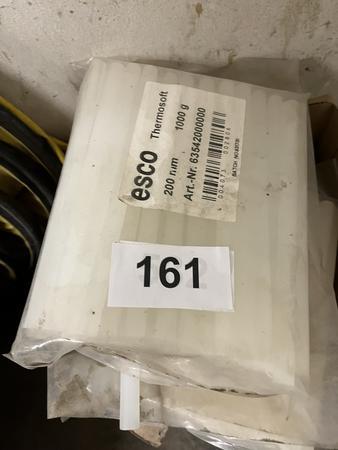 esco Thermosoft
200 mm 1000 g
Art.-Nr. 63542000000
161